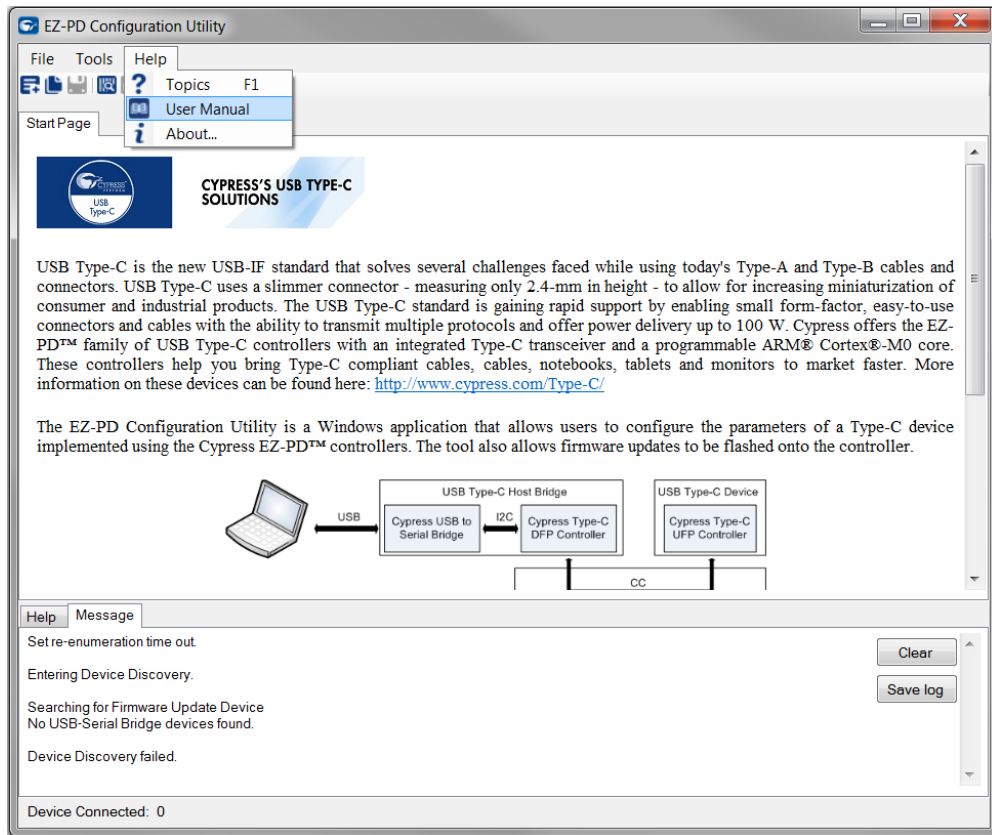 EZ-PD Configuration Utility
File Tools Help
Topics F1
User Manual
About...
Start Page
CYPRESS
USB
Type-C
CYPRESS'S USB TYPE-C
SOLUTIONS
USB Type-C is the new USB-IF standard that solves several challenges faced while using today's Type-A and Type-B cables and
connectors. USB Type-C uses a slimmer connector - measuring only 2.4-mm in height - to allow for increasing miniaturization of
consumer and industrial products. The USB Type-C standard is gaining rapid support by enabling small form-factor, easy-to-use
connectors and cables with the ability to transmit multiple protocols and offer power delivery up to 100 W. Cypress offers the EZ-
PD™ family of USB Type-C controllers with an integrated Type-C transceiver and a programmable ARM® Cortex®-M0 core.
These controllers help you bring Type-C compliant cables, cables, notebooks, tablets and monitors to market faster. More
information on these devices can be found here: http://www.cypress.com/Type-C/
The EZ-PD Configuration Utility is a Windows application that allows users to configure the parameters of a Type-C device
implemented using the Cypress EZ-PD™ controllers. The tool also allows firmware updates to be flashed onto the controller.
USB Type-C Host Bridge
USB Type-C Device
USB
Cypress USB to
Serial Bridge
I2C
Cypress Type-C
DFP Controller
Cypress Type-C
UFP Controller
CC
Help Message
Set re-enumeration time out.
Entering Device Discovery.
Searching for Firmware Update Device
No USB-Serial Bridge devices found.
Device Discovery failed.
Clear
Save log
Device Connected: 0